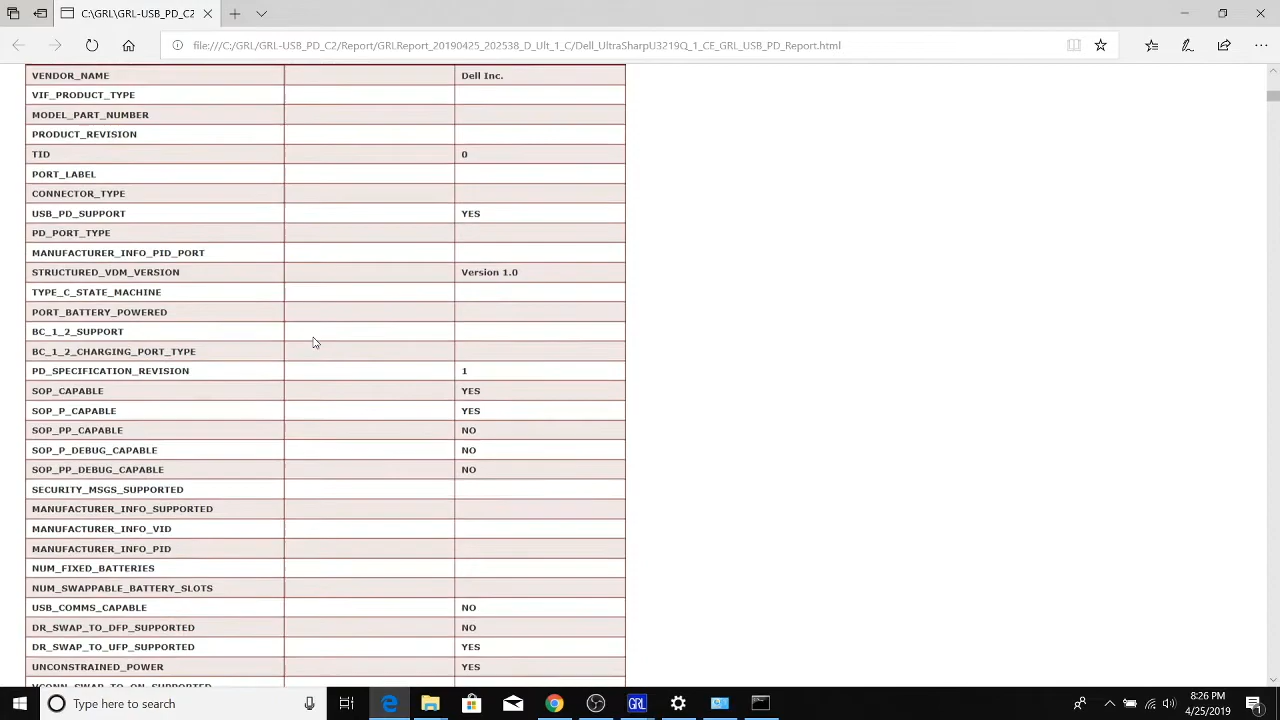 USB_PD_C2
file:///C:/GRL/GRL-USB_PD_C2/Report/GRLReport_20190425_202538_D_Ult_1_C/Dell_UltraSharpU3219Q_1_CE_GRL_USB_PD_Report.html
VENDOR_NAME Dell Inc.
VIF_PRODUCT_TYPE
MODEL_PART_NUMBER
PRODUCT_REVISION
TID 0
PORT_LABEL
CONNECTOR_TYPE
USB_PD_SUPPORT YES
PD_PORT_TYPE
MANUFACTURER_INFO_PID_PORT
STRUCTURED_VDM_VERSION Version 1.0
TYPE_C_STATE_MACHINE
PORT_BATTERY_POWERED
BC_1_2_SUPPORT
BC_1_2_CHARGING_PORT_TYPE
PD_SPECIFICATION_REVISION 1
SOP_CAPABLE YES
SOP_P_CAPABLE YES
SOP_PP_CAPABLE NO
SOP_P_DEBUG_CAPABLE NO
SOP_PP_DEBUG_CAPABLE NO
SECURITY_MSGS_SUPPORTED
MANUFACTURER_INFO_SUPPORTED
MANUFACTURER_INFO_VID
MANUFACTURER_INFO_PID
NUM_FIXED_BATTERIES
NUM_SWAPPABLE_BATTERY_SLOTS
USB_COMMS_CAPABLE NO
DR_SWAP_TO_DFP_SUPPORTED NO
DR_SWAP_TO_UFP_SUPPORTED YES
UNCONSTRAINED_POWER YES
VCONN_SWAP_TO_ON_SUPPORTED
Type here to search
GRL
8:26 PM
4/25/2019